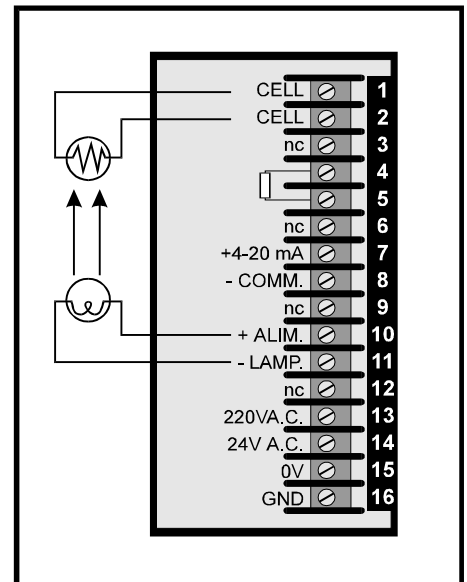 CELL 1
CELL 2
nc 3
4
5
nc 6
+4-20 mA 7
- COMM. 8
nc 9
+ ALIM. 10
- LAMP. 11
nc 12
220VA.C. 13
24V A.C. 14
0V 15
GND 16